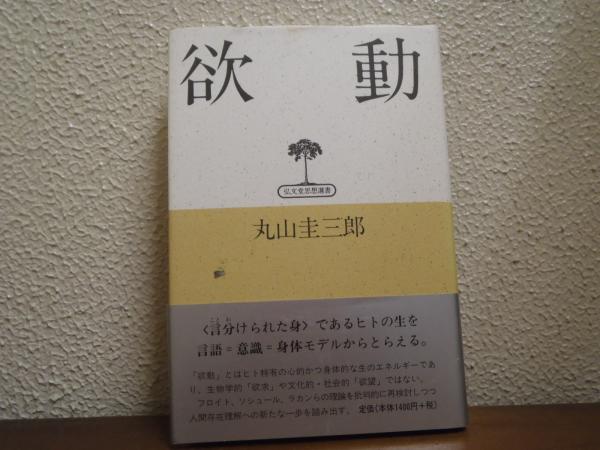 欲動
弘文堂思想選書
丸山圭三郎
〈言分けられた身〉であるヒトの生を
言語=意識=身体モデルからとらえる。
「欲動」とはヒト特有の心的かつ身体的な生のエネルギーであ
り、生物学的「欲求」や文化的・社会的「欲望」ではない。
フロイト、ソシュール、ラカンらの理論を批判的に再検討しつつ
人間存在理解への新たな一歩を踏み出す。 定価(本体1400円+税)